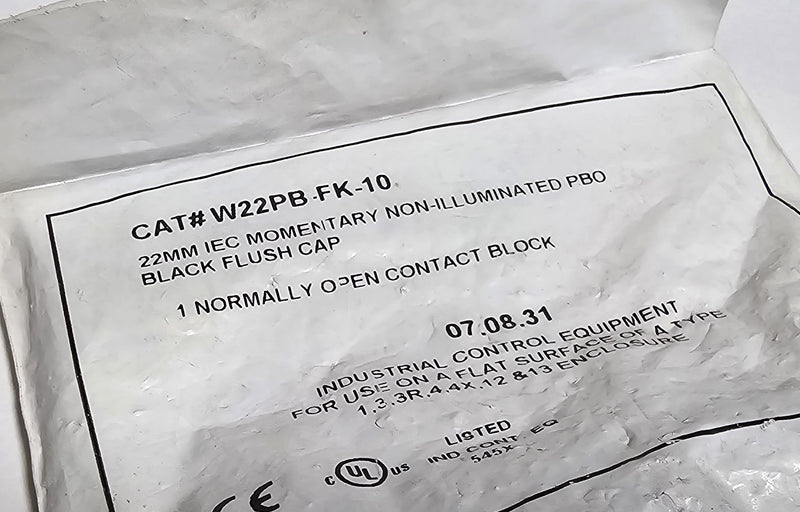 CAT# W22PB-FK-10
22MM IEC MOMENTARY NON-ILLUMINATED PBO
BLACK FLUSH CAP
1 NORMALLY OPEN CONTACT BLOCK
07.08.31
INDUSTRIAL CONTROL EQUIPMENT
FOR USE ON A FLAT SURFACE OF A TYPE
1,3,3R,4,4X,12 &13 ENCLOSURE
LISTED
C UL US IND CONT EQ
545X
CE